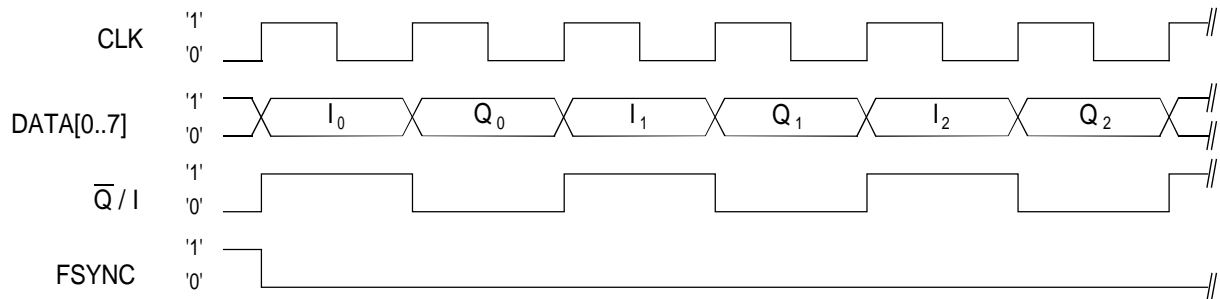 CLK '1'
'0'
DATA[0..7] '1'
'0'
I₀ Q₀ I₁ Q₁ I₂ Q₂
Q̅ / I '1'
'0'
FSYNC '1'
'0'